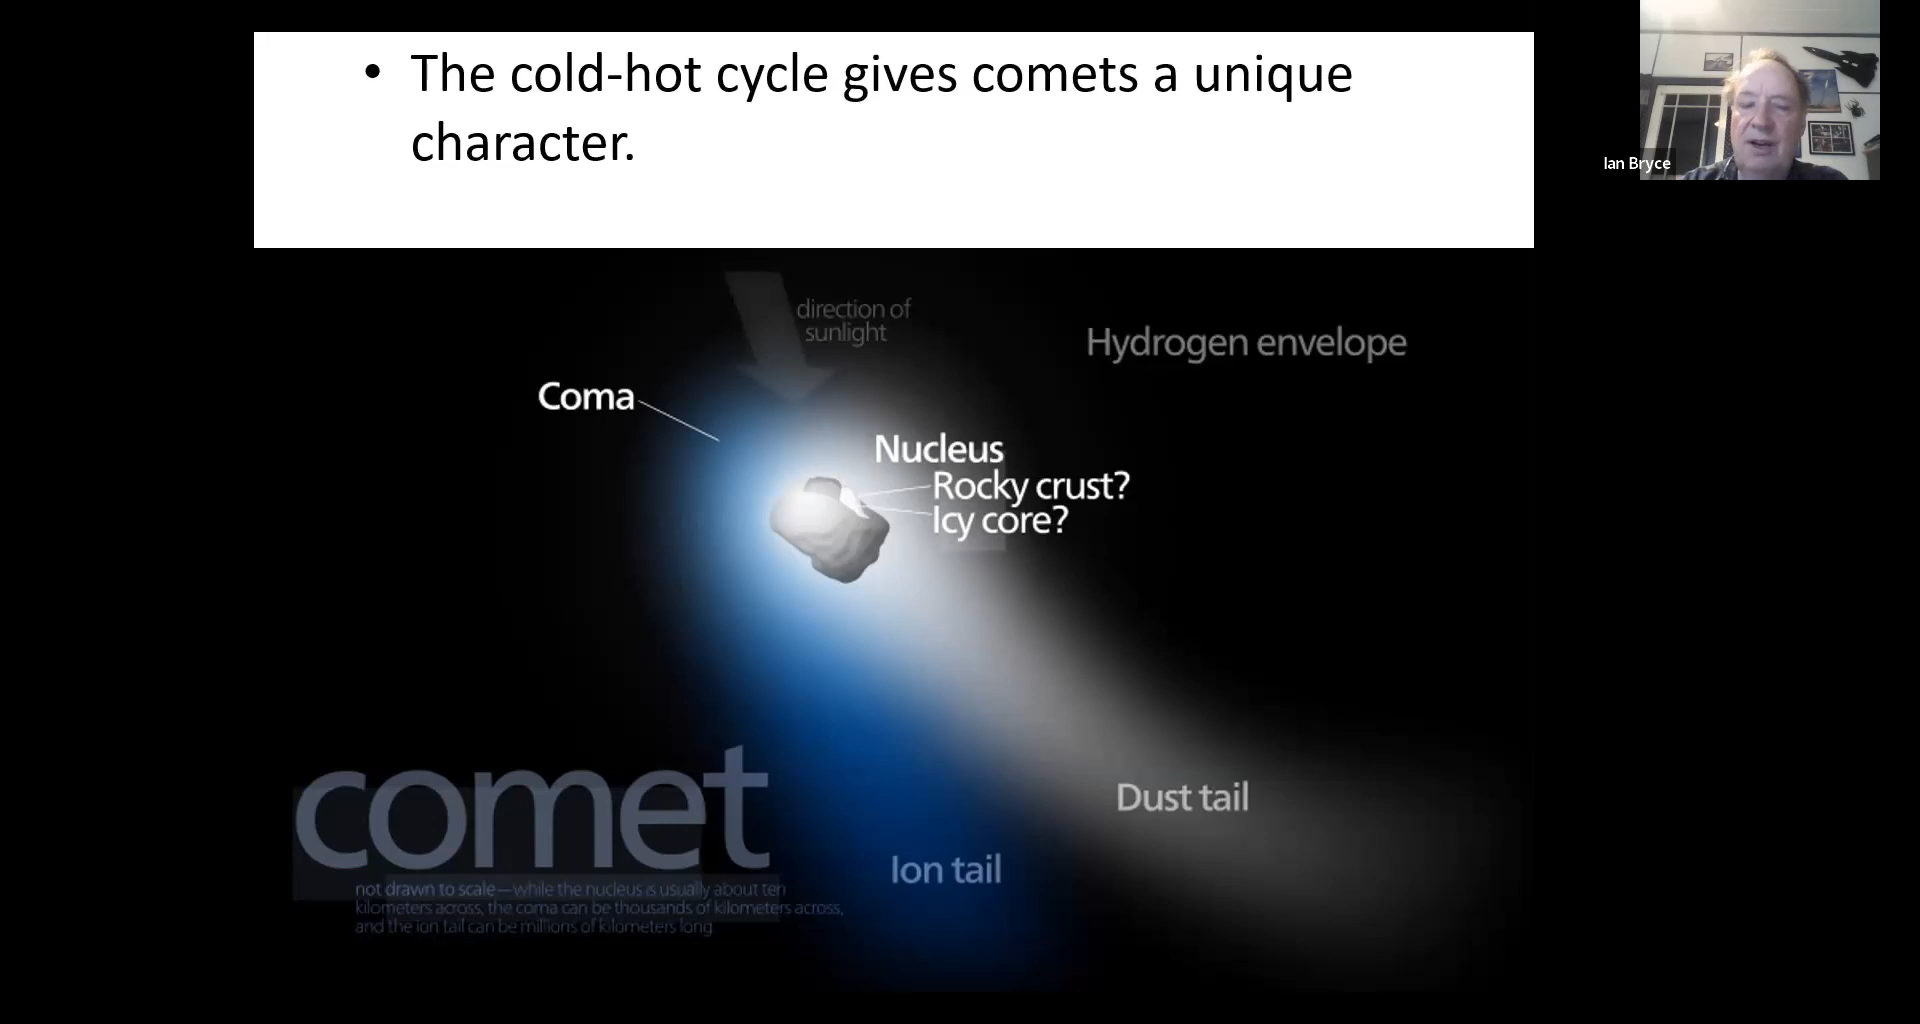 • The cold-hot cycle gives comets a unique
character.
Ian Bryce
direction of
sunlight
Hydrogen envelope
Coma
Nucleus
Rocky crust?
Icy core?
Dust tail
Ion tail
comet
not drawn to scale—while the nucleus is usually about ten
kilometers across, the coma can be thousands of kilometers across,
and the ion tail can be millions of kilometers long